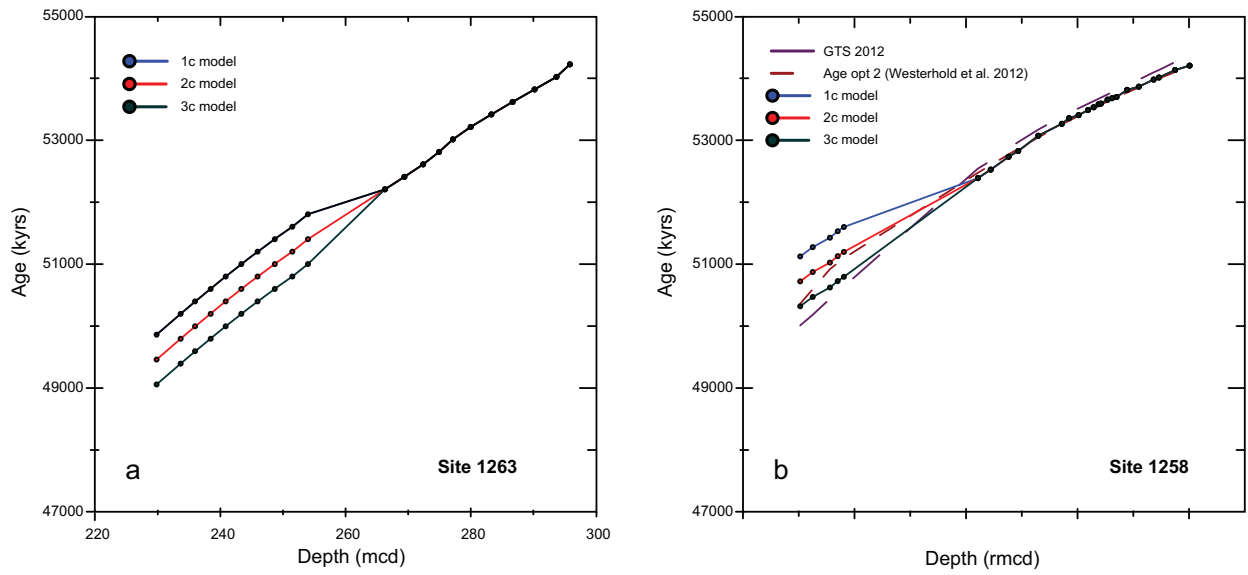 55000
53000
51000
49000
47000
Age (kyrs)
1c model
2c model
3c model
a
Site 1263
220
240
260
280
300
Depth (mcd)
55000
53000
51000
49000
47000
Age (kyrs)
GTS 2012
Age opt 2 (Westerhold et al. 2012)
1c model
2c model
3c model
b
Site 1258
Depth (rmcd)